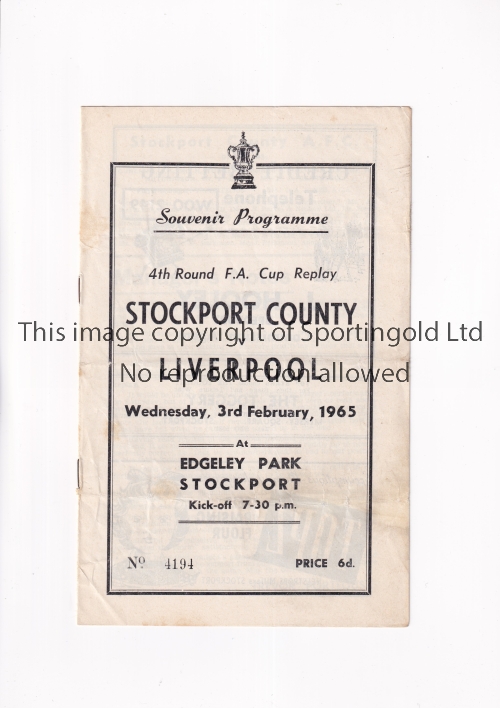 Souvenir Programme
4th Round F.A. Cup Replay
STOCKPORT COUNTY
v
This image copyright of Sportingold Ltd
LIVERPOOL
No reproduction allowed
Wednesday, 3rd February, 1965
At
EDGELEY PARK
STOCKPORT
Kick-off 7-30 p.m.
No 4194 PRICE 6d.